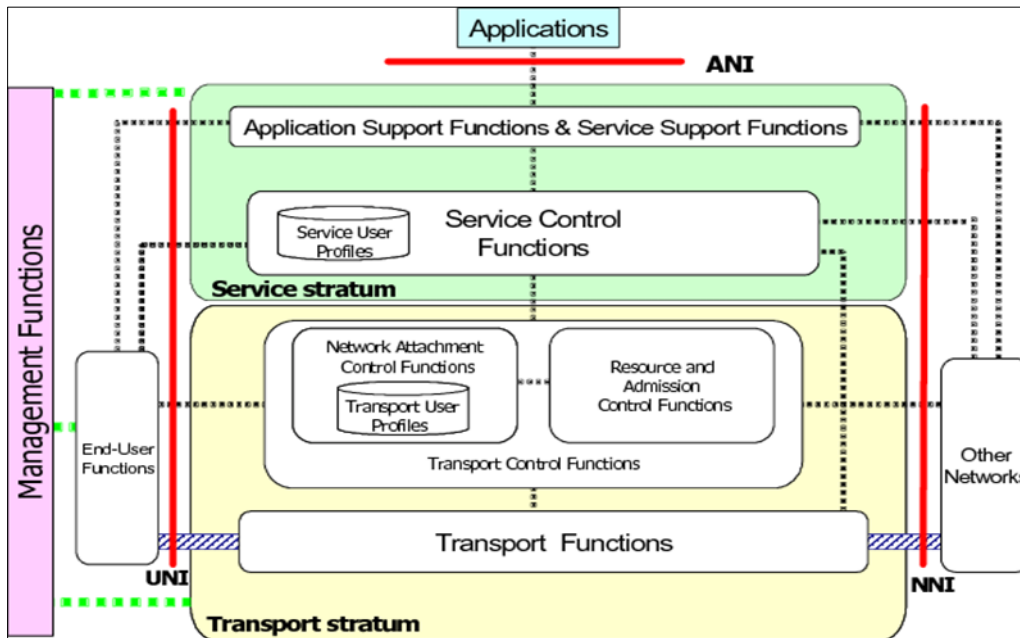 Applications
ANI
Application Support Functions & Service Support Functions
Service User
Profiles
Service Control
Functions
Service stratum
Management Functions
Network Attachment
Control Functions
Transport User
Profiles
Resource and
Admission
Control Functions
Transport Control Functions
End-User
Functions
Other
Networks
Transport Functions
UNI
NNI
Transport stratum